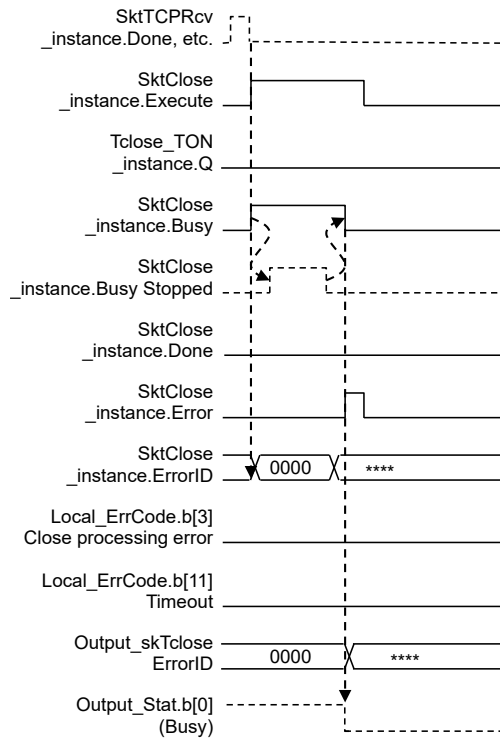 SktTCPRcv
_instance.Done, etc.
SktClose
_instance.Execute
Tclose_TON
_instance.Q
SktClose
_instance.Busy
SktClose
_instance.Busy Stopped
SktClose
_instance.Done
SktClose
_instance.Error
SktClose
_instance.ErrorID
0000
****
Local_ErrCode.b[3]
Close processing error
Local_ErrCode.b[11]
Timeout
Output_skTclose
ErrorID
0000
****
Output_Stat.b[0]
(Busy)